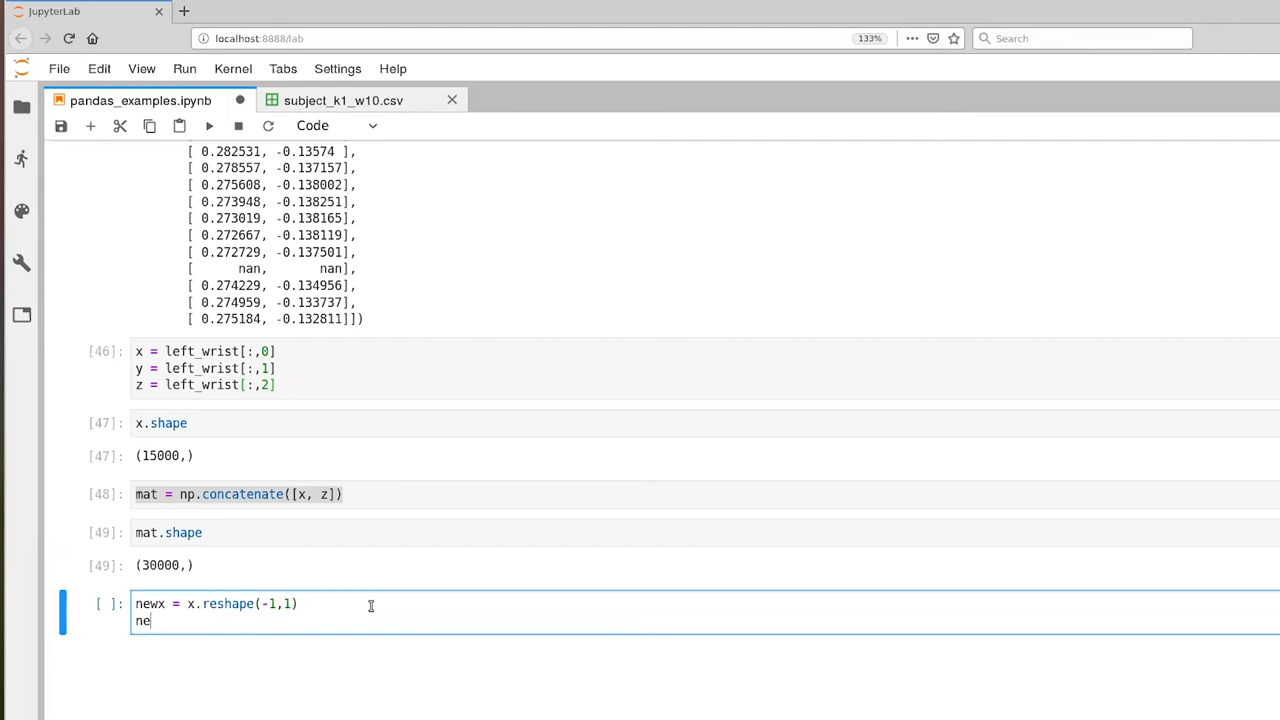 JupyterLab
localhost:8888/lab 133% Search
File Edit View Run Kernel Tabs Settings Help
pandas_examples.ipynb subject_k1_w10.csv
Code
[ 0.282531, -0.13574 ],
[ 0.278557, -0.137157],
[ 0.275608, -0.138002],
[ 0.273948, -0.138251],
[ 0.273019, -0.138165],
[ 0.272667, -0.138119],
[ 0.272729, -0.137501],
[ nan, nan],
[ 0.274229, -0.134956],
[ 0.274959, -0.133737],
[ 0.275184, -0.132811]])
[46]: x = left_wrist[:,0]
y = left_wrist[:,1]
z = left_wrist[:,2]
[47]: x.shape
[47]: (15000,)
[48]: mat = np.concatenate([x, z])
[49]: mat.shape
[49]: (30000,)
[ ]: newx = x.reshape(-1,1)
ne